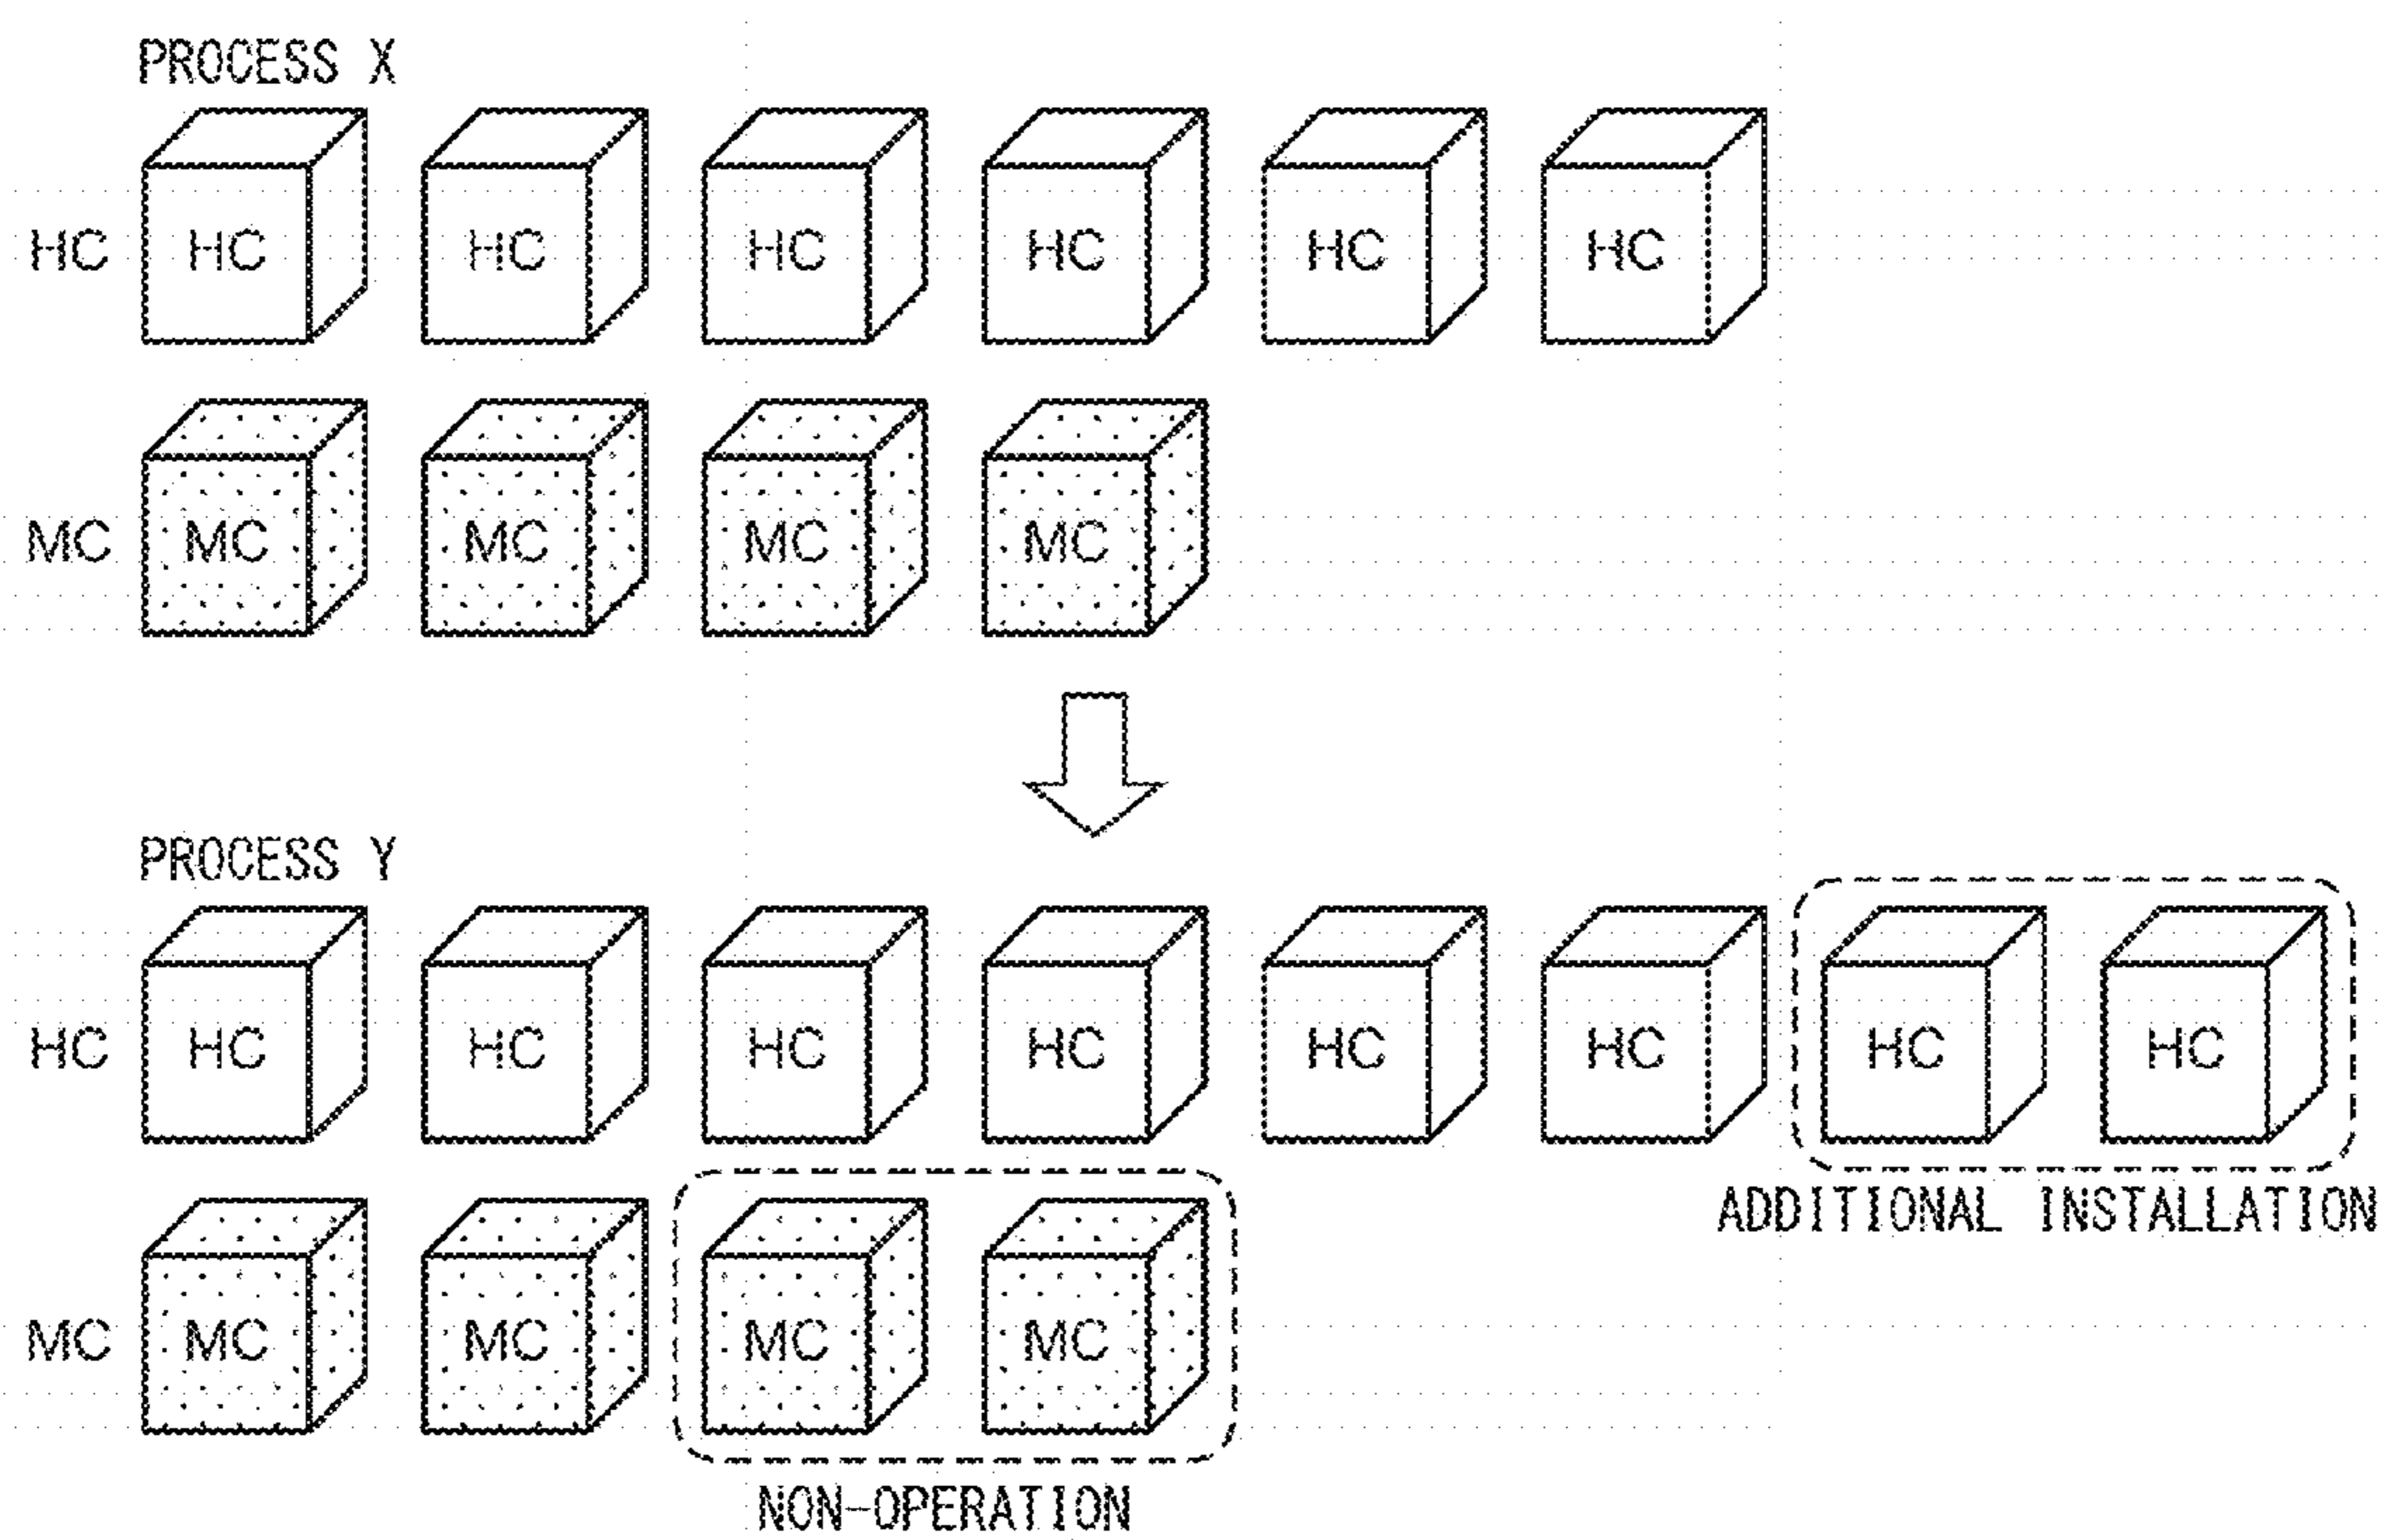 PROCESS X
HC HC HC HC HC HC HC
MC MC MC MC MC
PROCESS Y
HC HC HC HC HC HC HC HC HC
ADDITIONAL INSTALLATION
MC MC MC MC MC
NON-OPERATION